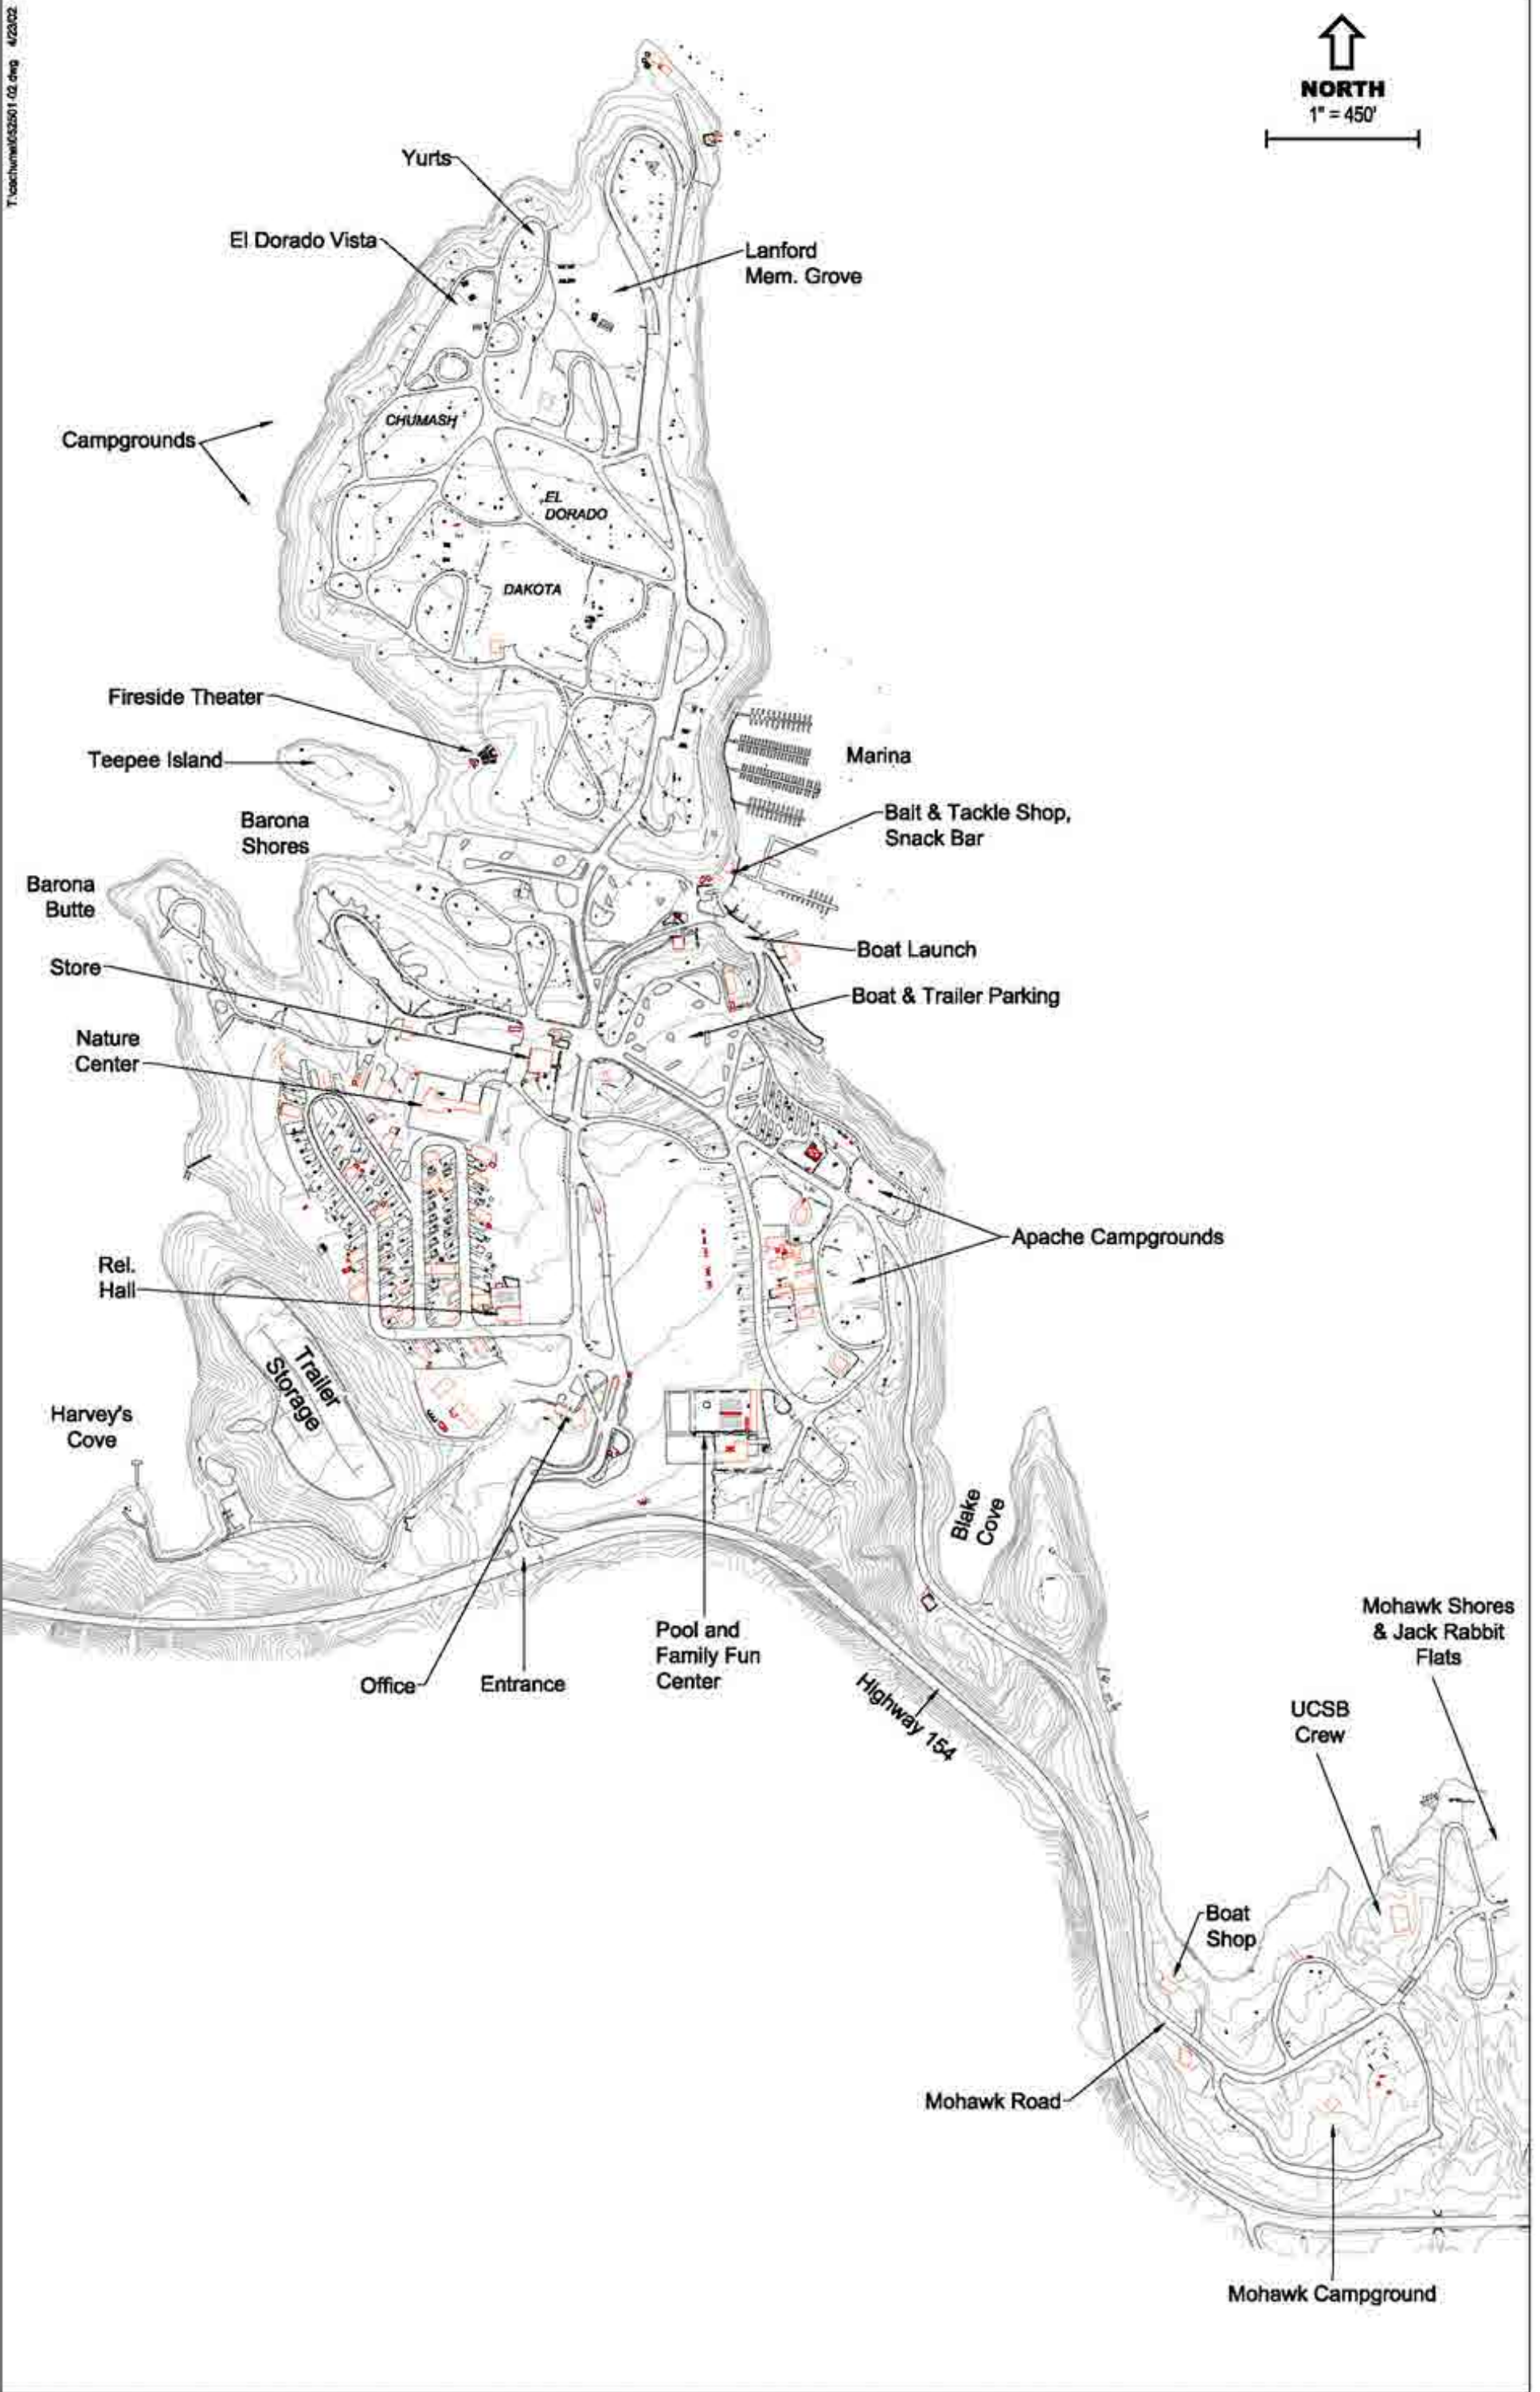 NORTH
1" = 450'
Yurts
El Dorado Vista
Lanford
Mem. Grove
Campgrounds
CHUMASH
EL
DORADO
DAKOTA
Fireside Theater
Teepee Island
Marina
Barona
Shores
Bait & Tackle Shop,
Snack Bar
Barona
Butte
Boat Launch
Store
Boat & Trailer Parking
Nature
Center
Apache Campgrounds
Rel.
Hall
Trailer
Storage
Harvey's
Cove
Blake
Cove
Pool and
Family Fun
Center
Office
Entrance
Highway 154
Mohawk Shores
& Jack Rabbit
Flats
UCSB
Crew
Boat
Shop
Mohawk Road
Mohawk Campground